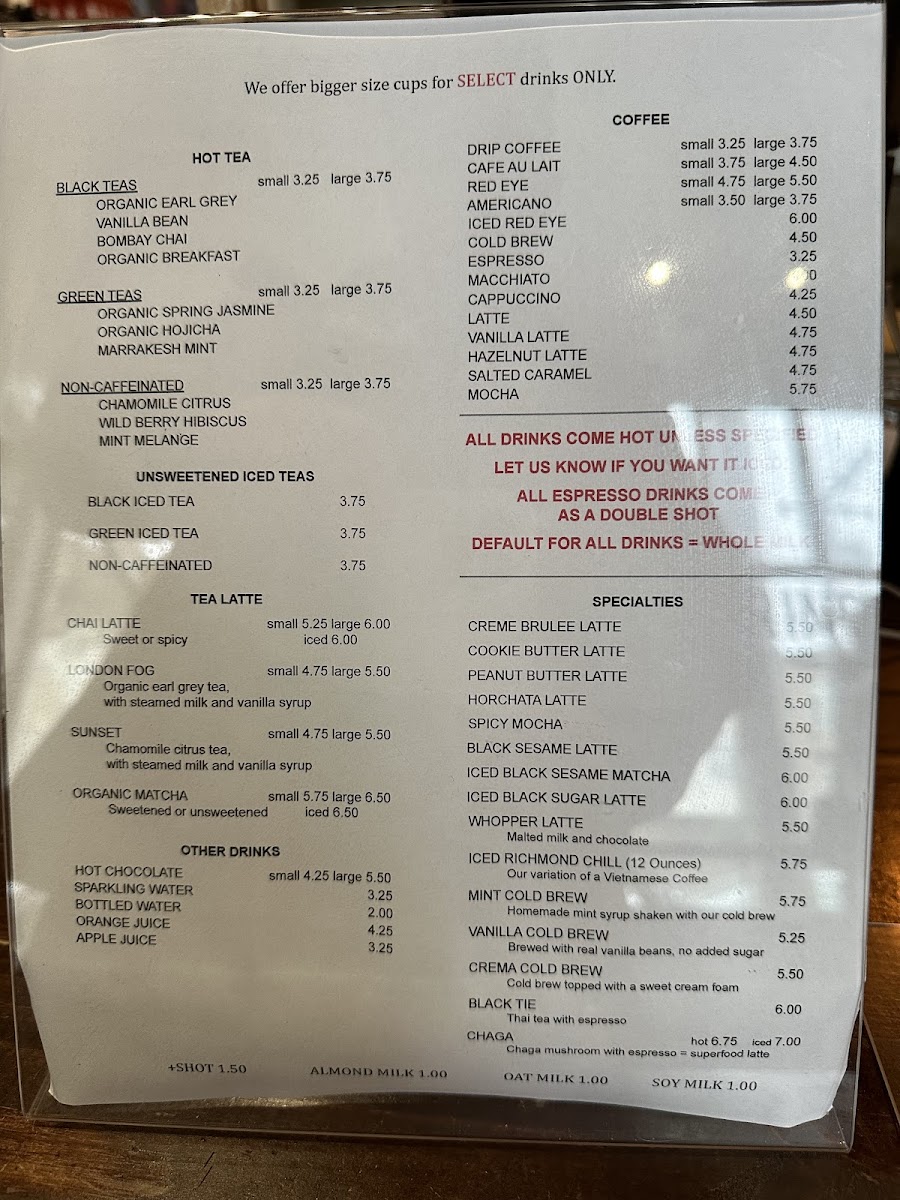 We offer bigger size cups for SELECT drinks ONLY.
HOT TEA
BLACK TEAS small 3.25 large 3.75
ORGANIC EARL GREY
VANILLA BEAN
BOMBAY CHAI
ORGANIC BREAKFAST
GREEN TEAS small 3.25 large 3.75
ORGANIC SPRING JASMINE
ORGANIC HOJICHA
MARRAKESH MINT
NON-CAFFEINATED small 3.25 large 3.75
CHAMOMILE CITRUS
WILD BERRY HIBISCUS
MINT MELANGE
UNSWEETENED ICED TEAS
BLACK ICED TEA 3.75
GREEN ICED TEA 3.75
NON-CAFFEINATED 3.75
TEA LATTE
CHAI LATTE small 5.25 large 6.00
Sweet or spicy iced 6.00
LONDON FOG small 4.75 large 5.50
Organic earl grey tea,
with steamed milk and vanilla syrup
SUNSET small 4.75 large 5.50
Chamomile citrus tea,
with steamed milk and vanilla syrup
ORGANIC MATCHA small 5.75 large 6.50
Sweetened or unsweetened iced 6.50
OTHER DRINKS
HOT CHOCOLATE small 4.25 large 5.50
SPARKLING WATER 3.25
BOTTLED WATER 2.00
ORANGE JUICE 4.25
APPLE JUICE 3.25
COFFEE
DRIP COFFEE small 3.25 large 3.75
CAFE AU LAIT small 3.75 large 4.50
RED EYE small 4.75 large 5.50
AMERICANO small 3.50 large 3.75
ICED RED EYE 6.00
COLD BREW 4.50
ESPRESSO 3.25
MACCHIATO
CAPPUCCINO 4.25
LATTE 4.50
VANILLA LATTE 4.75
HAZELNUT LATTE 4.75
SALTED CARAMEL 4.75
MOCHA 5.75
ALL DRINKS COME HOT UNLESS SPECIFIED
LET US KNOW IF YOU WANT IT ICED
ALL ESPRESSO DRINKS COME
AS A DOUBLE SHOT
DEFAULT FOR ALL DRINKS = WHOLE MILK
SPECIALTIES
CREME BRULEE LATTE 5.50
COOKIE BUTTER LATTE 5.50
PEANUT BUTTER LATTE 5.50
HORCHATA LATTE 5.50
SPICY MOCHA 5.50
BLACK SESAME LATTE 5.50
ICED BLACK SESAME MATCHA 6.00
ICED BLACK SUGAR LATTE 6.00
WHOPPER LATTE 5.50
Malted milk and chocolate
ICED RICHMOND CHILL (12 Ounces) 5.75
Our variation of a Vietnamese Coffee
MINT COLD BREW 5.75
Homemade mint syrup shaken with our cold brew
VANILLA COLD BREW 5.25
Brewed with real vanilla beans, no added sugar
CREMA COLD BREW 5.50
Cold brew topped with a sweet cream foam
BLACK TIE 6.00
Thai tea with espresso
CHAGA hot 6.75 iced 7.00
Chaga mushroom with espresso = superfood latte
+SHOT 1.50 ALMOND MILK 1.00 OAT MILK 1.00 SOY MILK 1.00